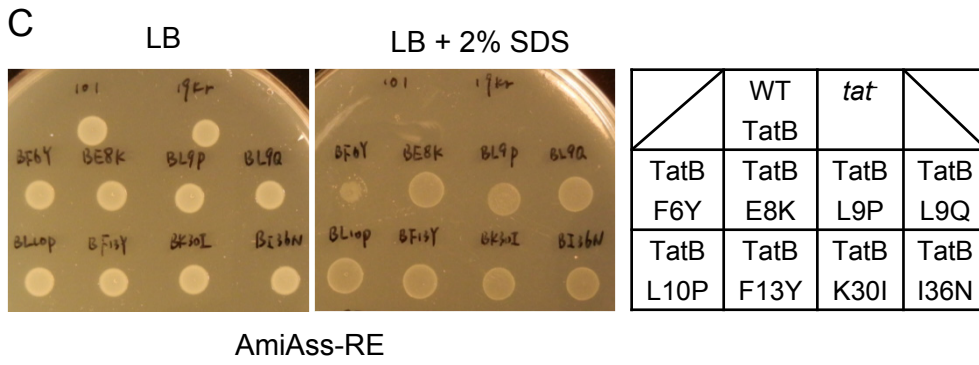 C
LB
LB + 2% SDS
101 19Kr
BF6Y BE8K BL9P BL9Q
BL10P BF13Y BK30I BI36N
101 19Kr
BF6Y BE8K BL9P BL9Q
BL10P BF13Y BK30I BI36N
WT tat-
TatB
TatB TatB TatB TatB
F6Y E8K L9P L9Q
TatB TatB TatB TatB
L10P F13Y K30I I36N
AmiAss-RE